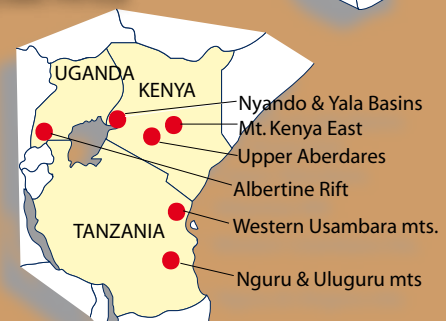 UGANDA
KENYA
Nyando & Yala Basins
Mt. Kenya East
Upper Aberdares
Albertine Rift
TANZANIA
Western Usambara mts.
Nguru & Uluguru mts